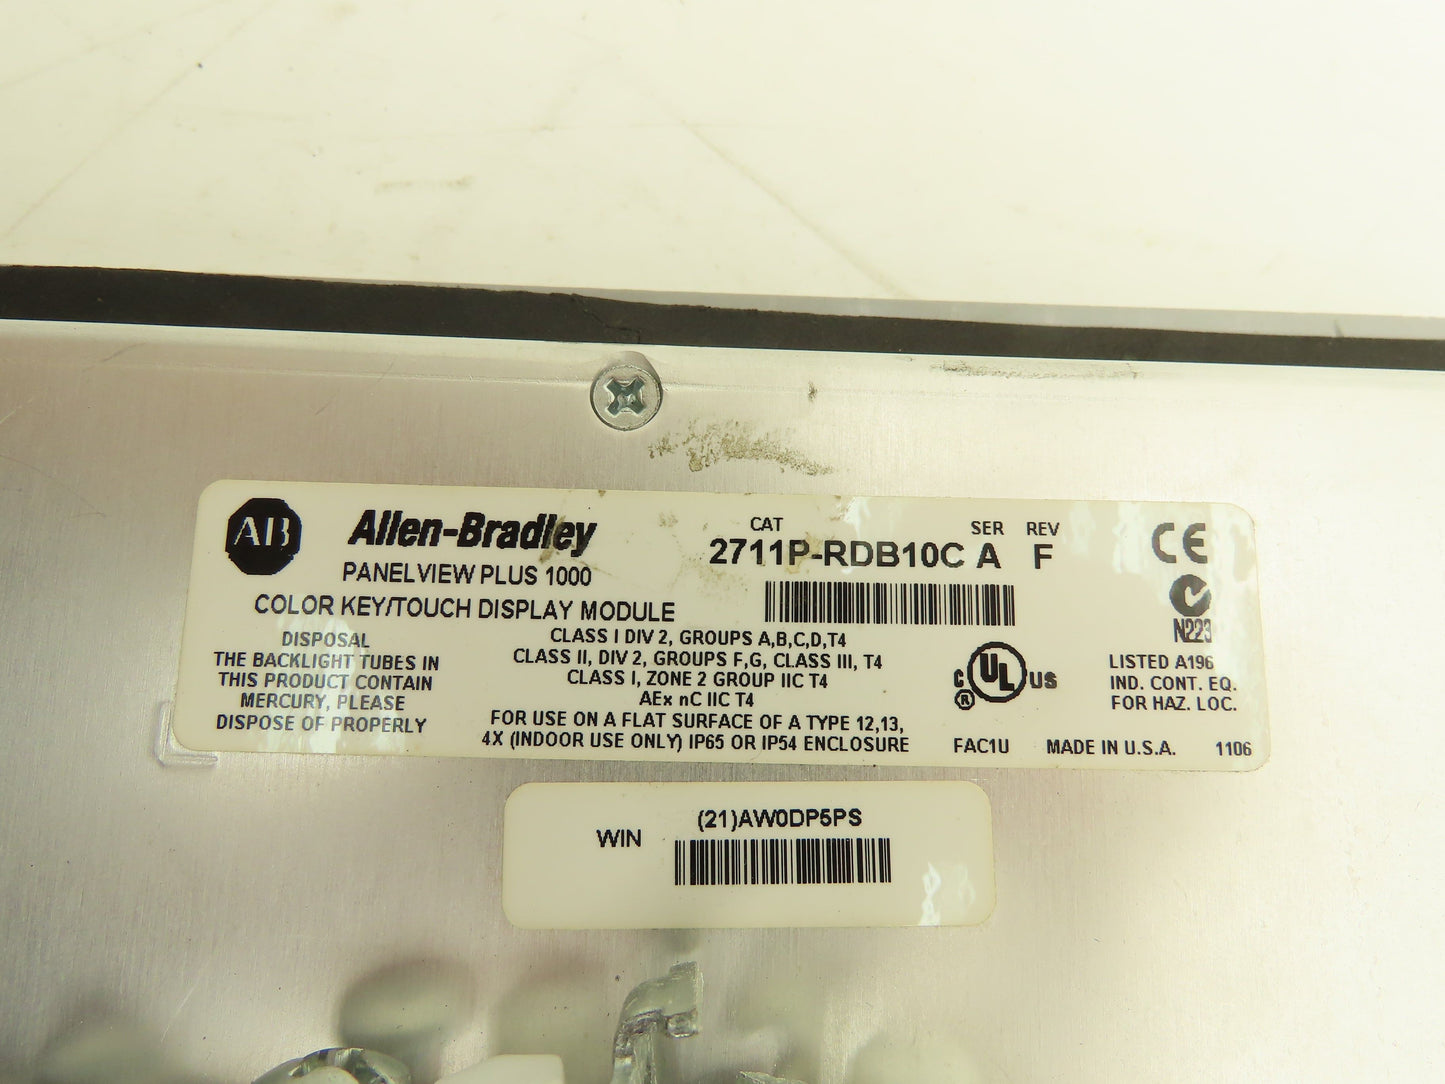 AB Allen-Bradley
PANELVIEW PLUS 1000
COLOR KEY/TOUCH DISPLAY MODULE
CAT SER REV
2711P-RDB10C A F
CE
N223
DISPOSAL
THE BACKLIGHT TUBES IN
THIS PRODUCT CONTAIN
MERCURY, PLEASE
DISPOSE OF PROPERLY
CLASS I DIV 2, GROUPS A,B,C,D,T4
CLASS II, DIV 2, GROUPS F,G, CLASS III, T4
CLASS I, ZONE 2 GROUP IIC T4
AEx nC IIC T4
FOR USE ON A FLAT SURFACE OF A TYPE 12,13,
4X (INDOOR USE ONLY) IP65 OR IP54 ENCLOSURE
C UL US
®
LISTED A196
IND. CONT. EQ.
FOR HAZ. LOC.
FAC1U MADE IN U.S.A. 1106
WIN (21)AW0DP5PS